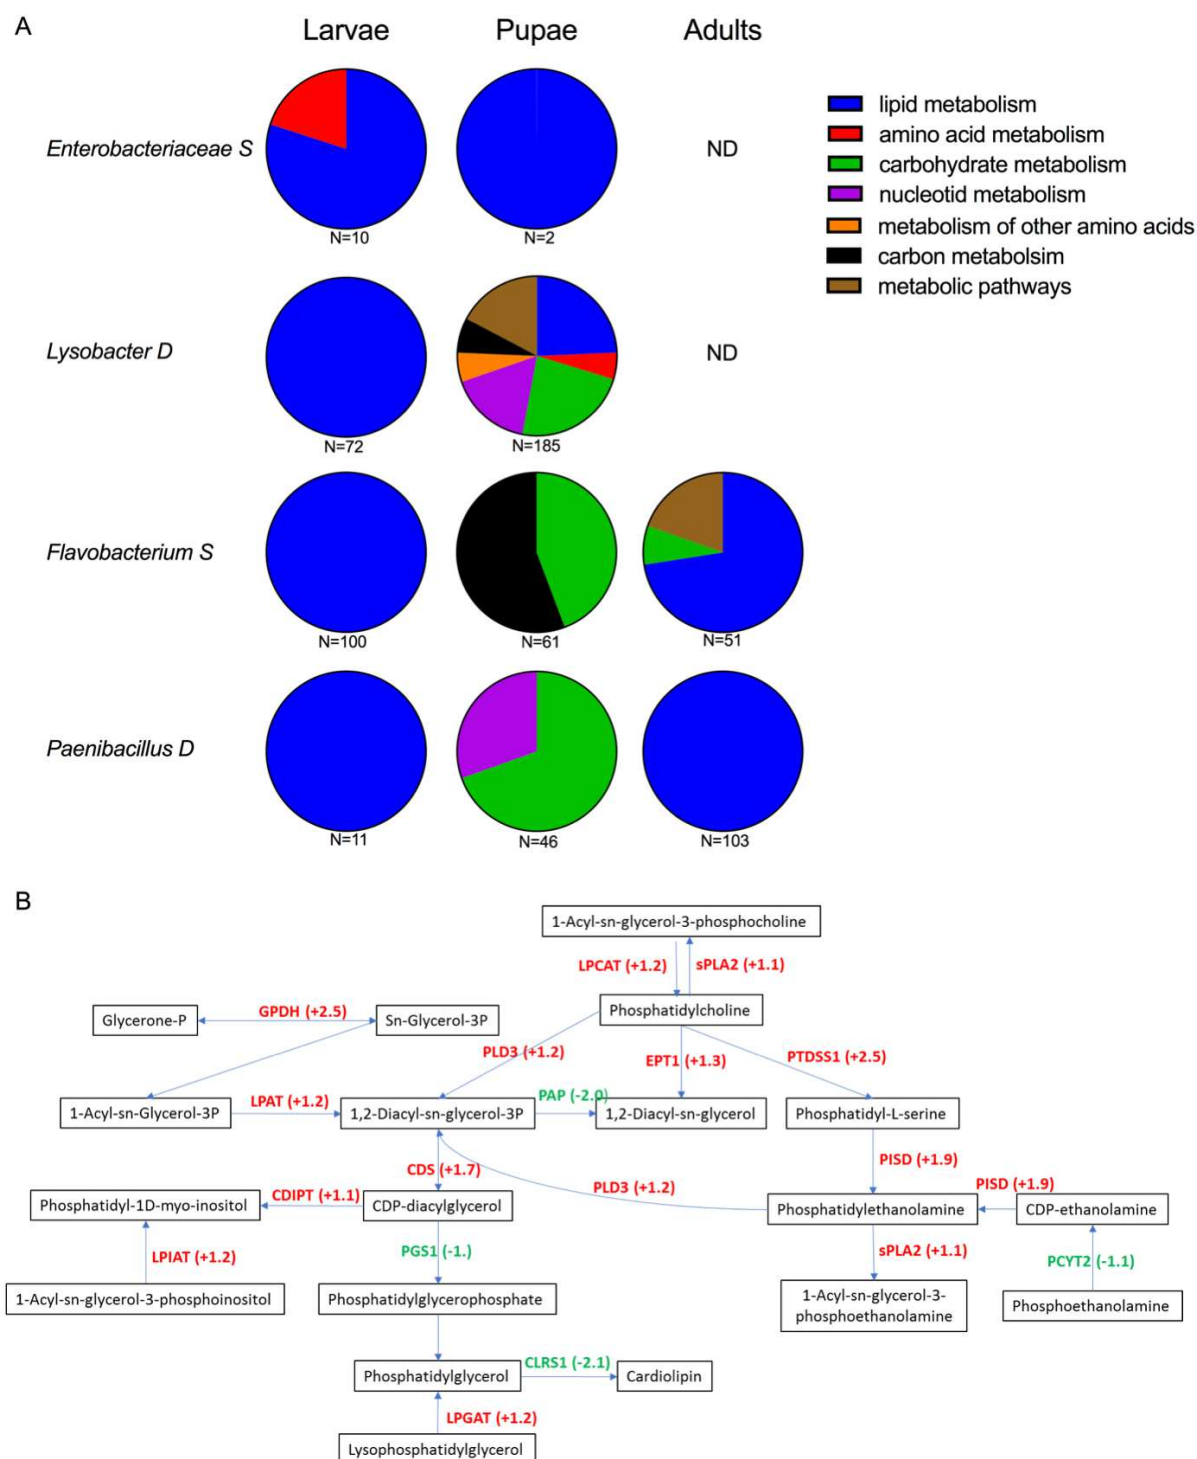 A
Larvae
Pupae
Adults
Enterobacteriaceae S
N=10
N=2
ND
lipid metabolism
amino acid metabolism
carbohydrate metabolism
nucleotid metabolism
metabolism of other amino acids
carbon metabolsim
metabolic pathways
Lysobacter D
N=72
N=185
ND
Flavobacterium S
N=100
N=61
N=51
Paenibacillus D
N=11
N=46
N=103
B
1-Acyl-sn-glycerol-3-phosphocholine
LPCAT (+1.2)
sPLA2 (+1.1)
Glycerone-P
GPDH (+2.5)
Sn-Glycerol-3P
Phosphatidylcholine
PLD3 (+1.2)
EPT1 (+1.3)
PTDSS1 (+2.5)
1-Acyl-sn-Glycerol-3P
LPAT (+1.2)
1,2-Diacyl-sn-glycerol-3P
PAP (-2.0)
1,2-Diacyl-sn-glycerol
Phosphatidyl-L-serine
CDS (+1.7)
PLD3 (+1.2)
PISD (+1.9)
PISD (+1.9)
Phosphatidyl-1D-myo-inositol
CDIPT (+1.1)
CDP-diacylglycerol
Phosphatidylethanolamine
CDP-ethanolamine
LPIAT (+1.2)
PGS1 (-1.)
sPLA2 (+1.1)
PCYT2 (-1.1)
1-Acyl-sn-glycerol-3-phosphoinositol
Phosphatidylglycerophosphate
1-Acyl-sn-glycerol-3-
phosphoethanolamine
Phosphoethanolamine
Phosphatidylglycerol
CLRS1 (-2.1)
Cardiolipin
LPGAT (+1.2)
Lysophosphatidylglycerol